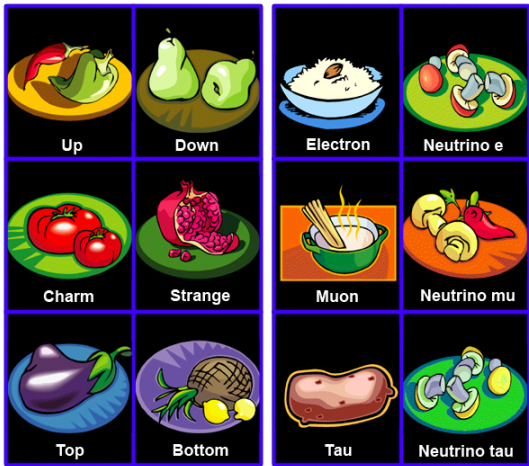 Up
Down
Electron
Neutrino e
Charm
Strange
Muon
Neutrino mu
Top
Bottom
Tau
Neutrino tau